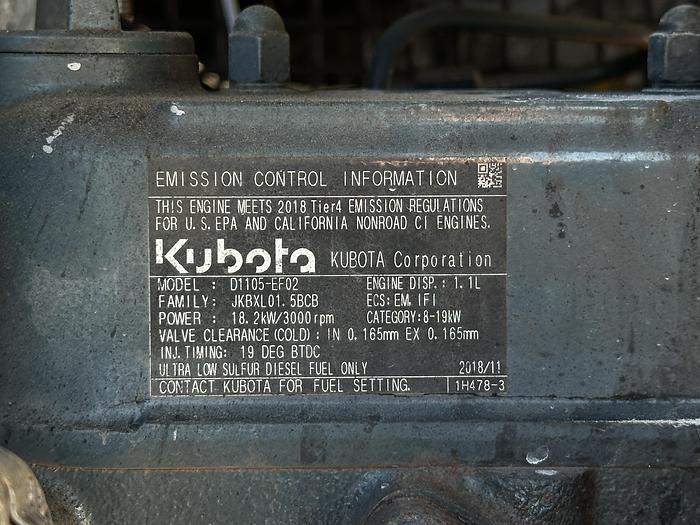 EMISSION CONTROL INFORMATION
THIS ENGINE MEETS 2018 Tier4 EMISSION REGULATIONS
FOR U.S. EPA AND CALIFORNIA NONROAD CI ENGINES.
Kubota KUBOTA Corporation
MODEL : D1105-EF02 ENGINE DISP.: 1.1L
FAMILY: JKBXL01.5BCB ECS: EM, IFI
POWER : 18.2kW/3000rpm CATEGORY:8-19kW
VALVE CLEARANCE(COLD): IN 0.165mm EX 0.165mm
INJ.TIMING: 19 DEG BTDC
ULTRA LOW SULFUR DIESEL FUEL ONLY 2018/11
CONTACT KUBOTA FOR FUEL SETTING. 1H478-3